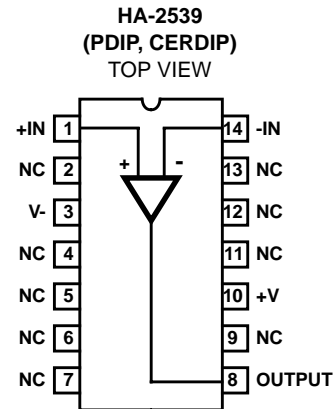 HA-2539
(PDIP, CERDIP)
TOP VIEW
+IN 1 14 -IN
+ -
NC 2 13 NC
V- 3 12 NC
NC 4 11 NC
NC 5 10 +V
NC 6 9 NC
NC 7 8 OUTPUT